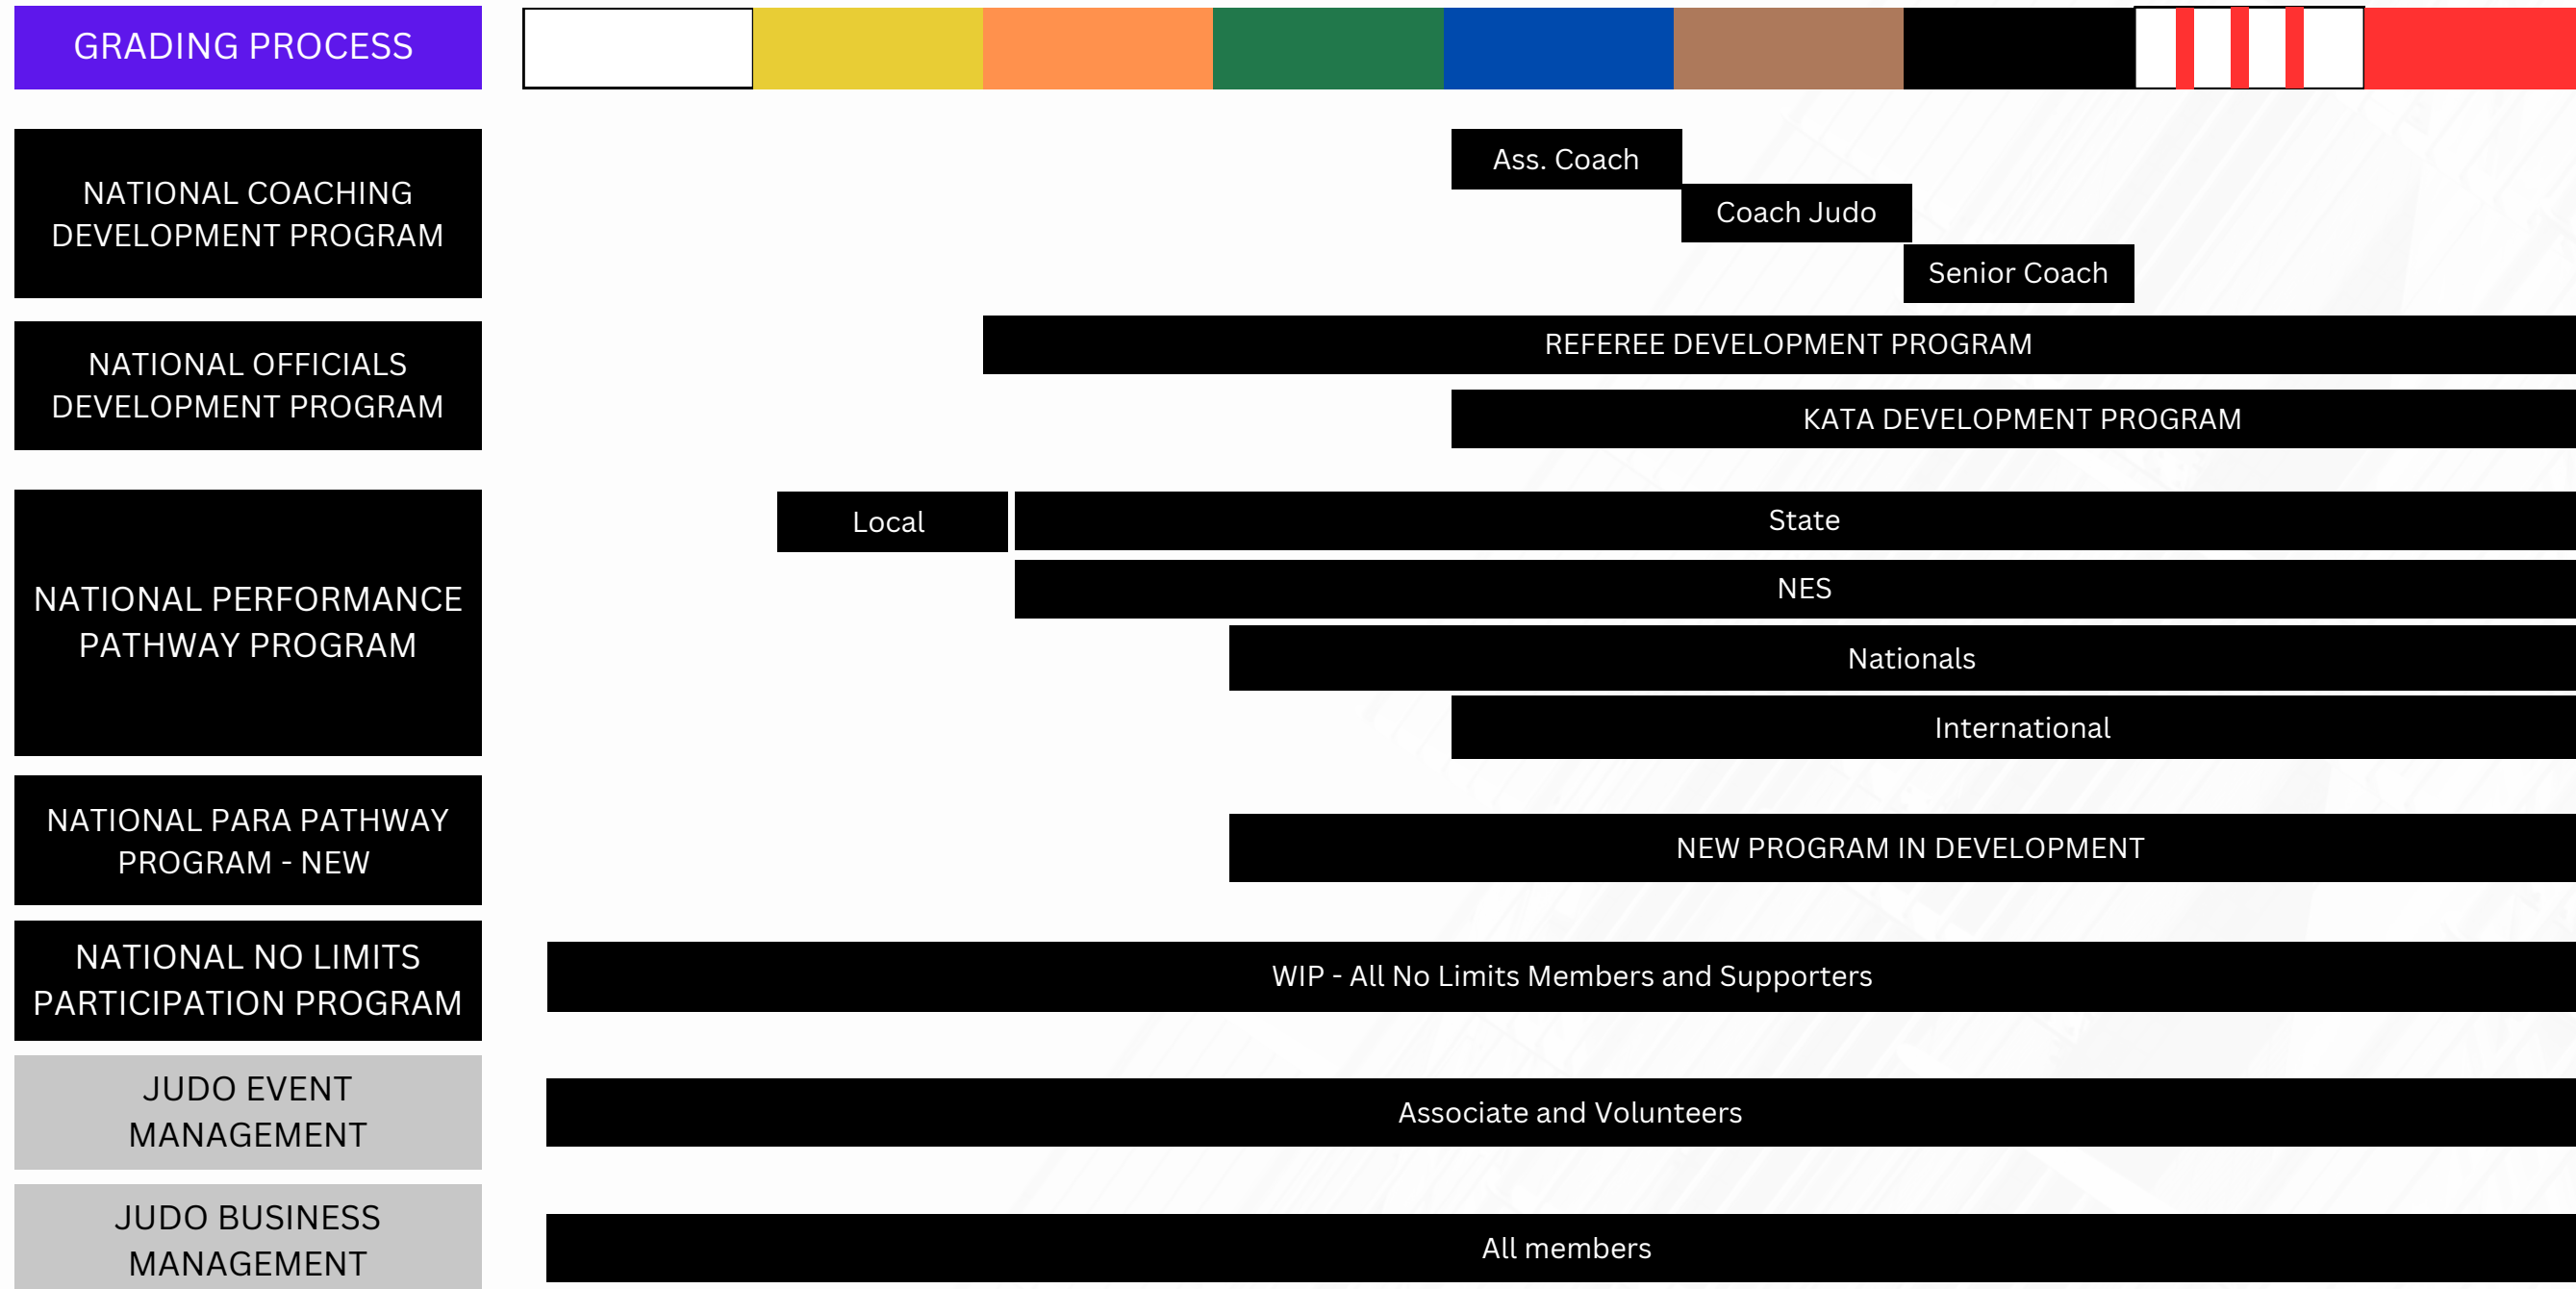 GRADING PROCESS
NATIONAL COACHING
DEVELOPMENT PROGRAM
Ass. Coach
Coach Judo
Senior Coach
NATIONAL OFFICIALS
DEVELOPMENT PROGRAM
REFEREE DEVELOPMENT PROGRAM
KATA DEVELOPMENT PROGRAM
NATIONAL PERFORMANCE
PATHWAY PROGRAM
Local
State
NES
Nationals
International
NATIONAL PARA PATHWAY
PROGRAM - NEW
NEW PROGRAM IN DEVELOPMENT
NATIONAL NO LIMITS
PARTICIPATION PROGRAM
WIP - All No Limits Members and Supporters
JUDO EVENT
MANAGEMENT
Associate and Volunteers
JUDO BUSINESS
MANAGEMENT
All members